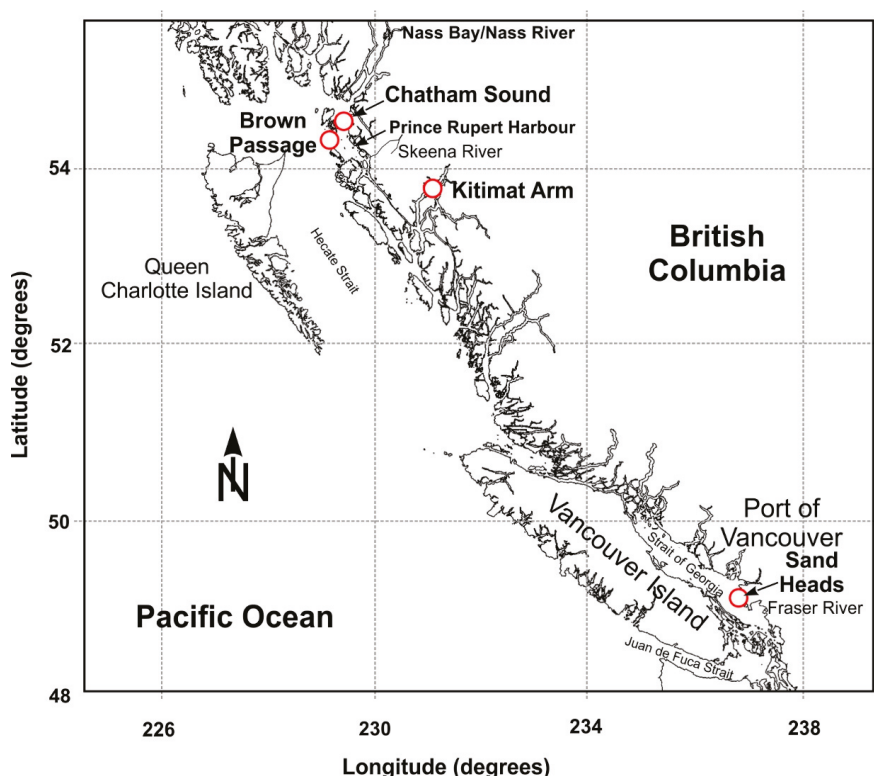 Nass Bay/Nass River
Chatham Sound
Brown
Passage
Prince Rupert Harbour
Skeena River
Kitimat Arm
54
Hecate Strait
British
Columbia
Queen
Charlotte Island
Latitude (degrees)
52
N
50
Port of
Vancouver
Vancouver Island
Strait of Georgia
Sand
Heads
Fraser River
Pacific Ocean
Juan de Fuca Strait
48
226
230
234
238
Longitude (degrees)